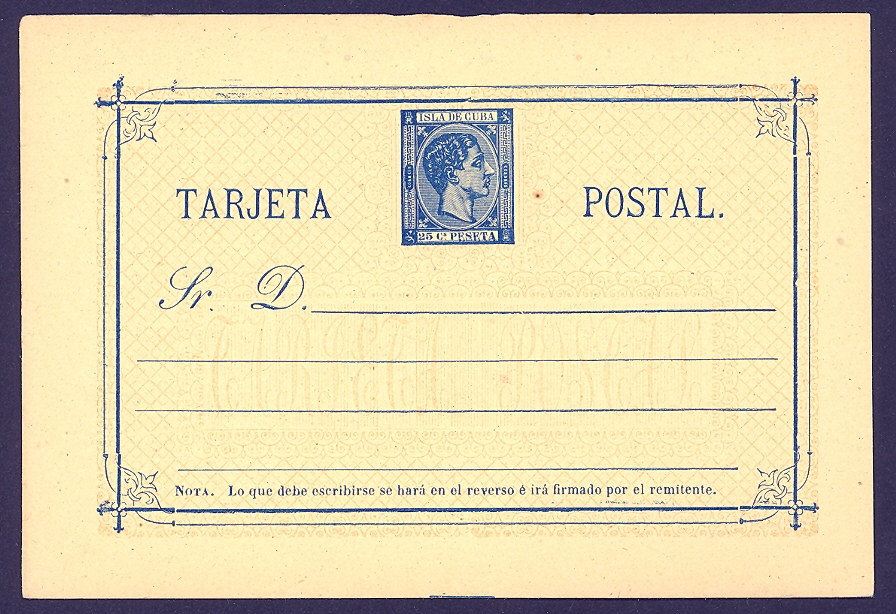 ISLA DE CUBA
25 Cs. PESETA
TARJETA POSTAL.
Sr. D.
NOTA. Lo que debe escribirse se hará en el reverso é irá firmado por el remitente.